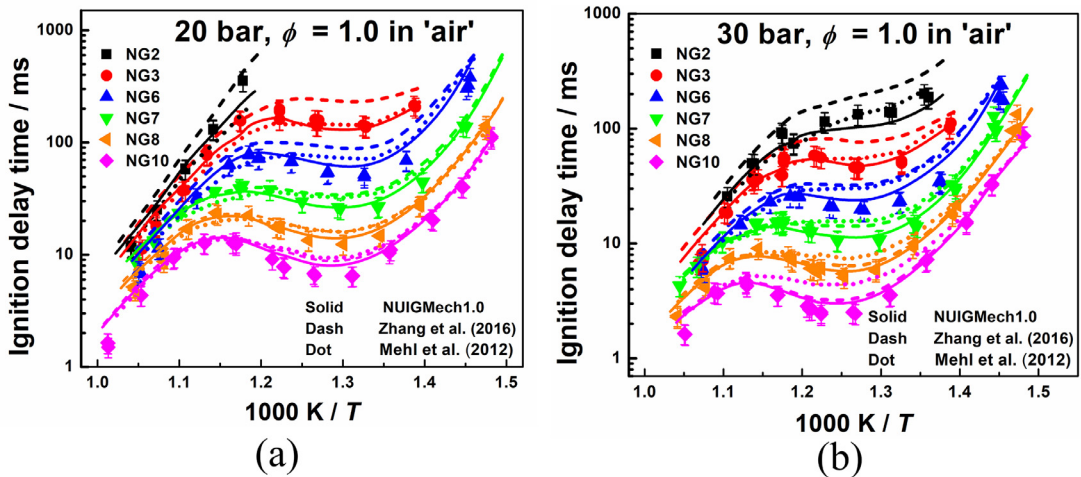 20 bar, ϕ = 1.0 in 'air'
Ignition delay time / ms
1000
100
10
1
NG2
NG3
NG6
NG7
NG8
NG10
Solid NUIGMech1.0
Dash Zhang et al. (2016)
Dot Mehl et al. (2012)
1.0 1.1 1.2 1.3 1.4 1.5
1000 K / T
(a)
30 bar, ϕ = 1.0 in 'air'
Ignition delay time / ms
1000
100
10
1
NG2
NG3
NG6
NG7
NG8
NG10
Solid NUIGMech1.0
Dash Zhang et al. (2016)
Dot Mehl et al. (2012)
1.0 1.1 1.2 1.3 1.4 1.5
1000 K / T
(b)